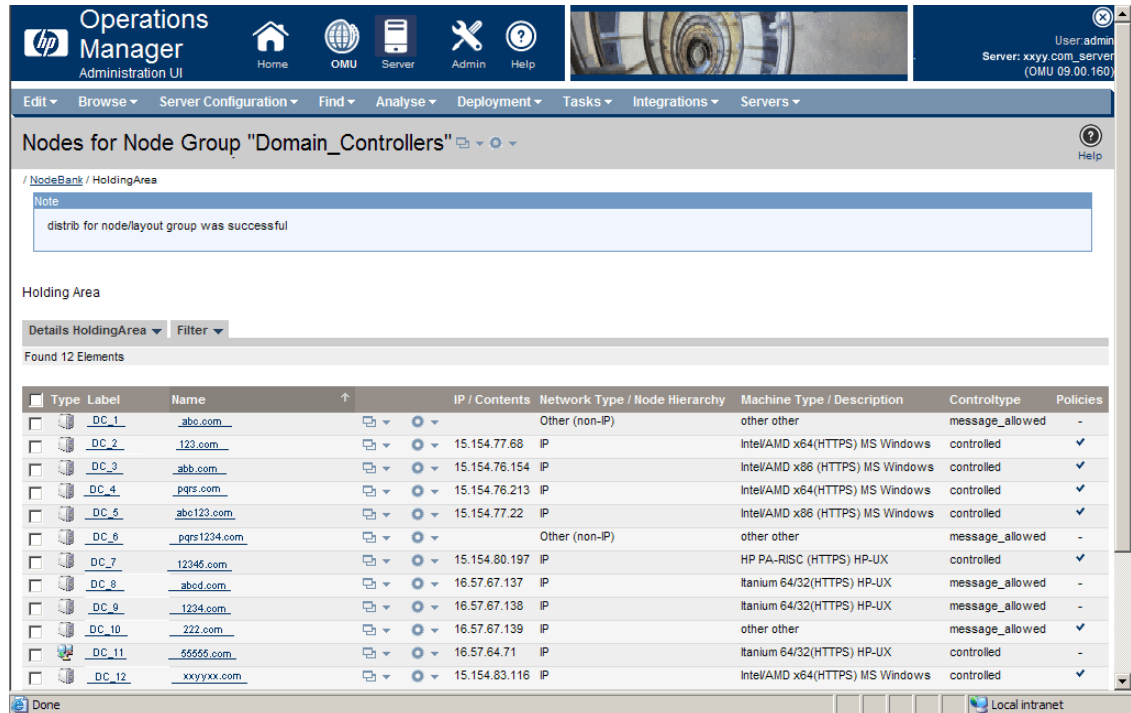 hp Operations Manager
Administration UI
Home OMU Server Admin Help
User:admin
Server: xxyy.com_server
(OMU 09.00.160)
Edit Browse Server Configuration Find Analyse Deployment Tasks Integrations Servers
Nodes for Node Group "Domain_Controllers"
Help
/ NodeBank / HoldingArea
Note
distrib for node/layout group was successful
Holding Area
Details HoldingArea Filter
Found 12 Elements
Type Label Name IP / Contents Network Type / Node Hierarchy Machine Type / Description Controltype Policies
DC_1 abc.com Other (non-IP) other other message_allowed -
DC_2 123.com 15.154.77.68 IP Intel/AMD x64(HTTPS) MS Windows controlled
DC_3 abb.com 15.154.76.154 IP Intel/AMD x86 (HTTPS) MS Windows controlled
DC_4 pqrs.com 15.154.76.213 IP Intel/AMD x64(HTTPS) MS Windows controlled
DC_5 abc123.com 15.154.77.22 IP Intel/AMD x86 (HTTPS) MS Windows controlled
DC_6 pqrs1234.com Other (non-IP) other other message_allowed -
DC_7 12345.com 15.154.80.197 IP HP PA-RISC (HTTPS) HP-UX controlled
DC_8 abcd.com 16.57.67.137 IP Itanium 64/32(HTTPS) HP-UX message_allowed -
DC_9 1234.com 16.57.67.138 IP Itanium 64/32(HTTPS) HP-UX message_allowed -
DC_10 222.com 16.57.67.139 IP other other message_allowed
DC_11 55555.com 16.57.64.71 IP Itanium 64/32(HTTPS) HP-UX controlled -
DC_12 xxyyxx.com 15.154.83.116 IP Intel/AMD x64(HTTPS) MS Windows controlled
Done Local intranet